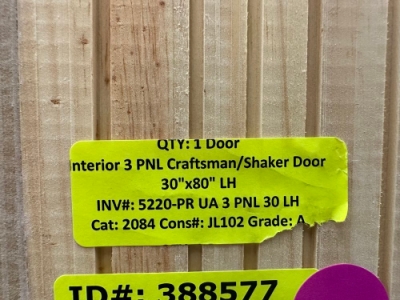 QTY: 1 Door
Interior 3 PNL Craftsman/Shaker Door
30"x80" LH
INV#: 5220-PR UA 3 PNL 30 LH
Cat: 2084 Cons#: JL102 Grade: A
ID#: 388577